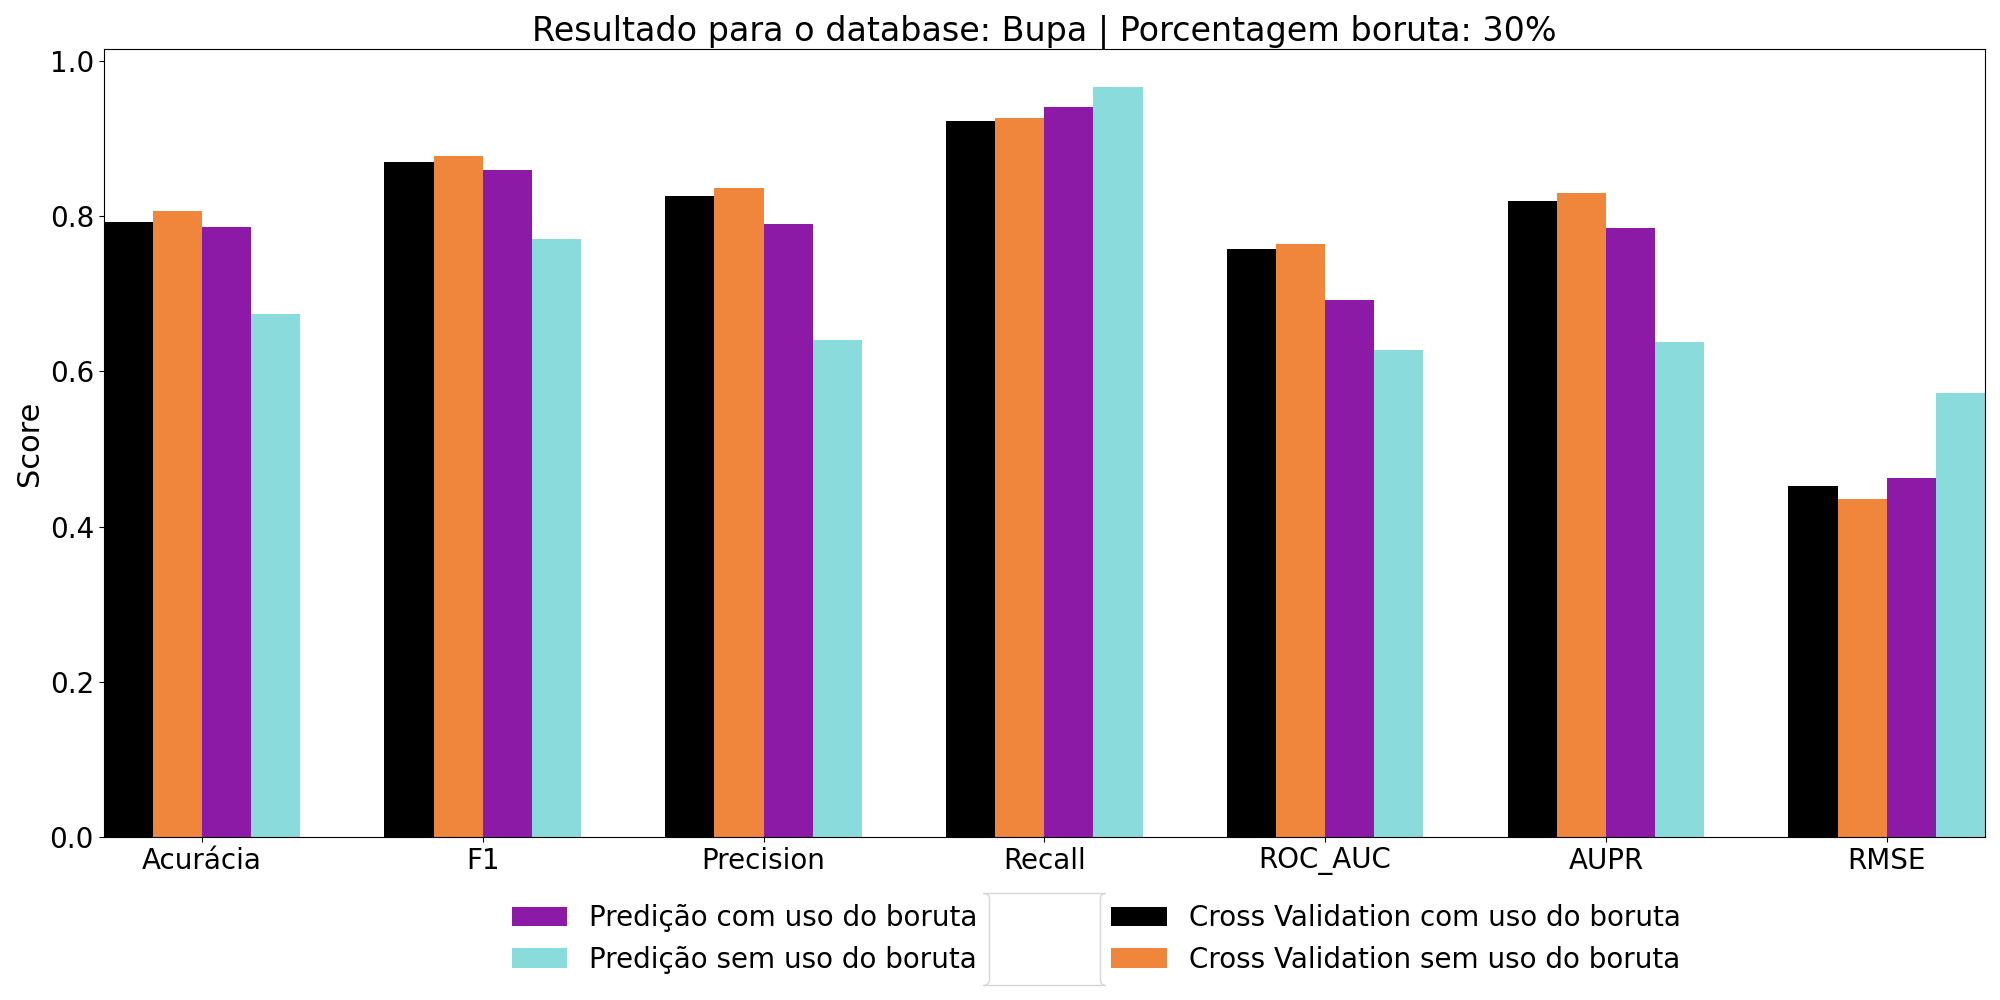 Resultado para o database: Bupa | Porcentagem boruta: 30%
1.0
0.8
0.6
0.4
0.2
0.0
Score
Acurácia
F1
Precision
Recall
ROC_AUC
AUPR
RMSE
Predição com uso do boruta
Predição sem uso do boruta
Cross Validation com uso do boruta
Cross Validation sem uso do boruta